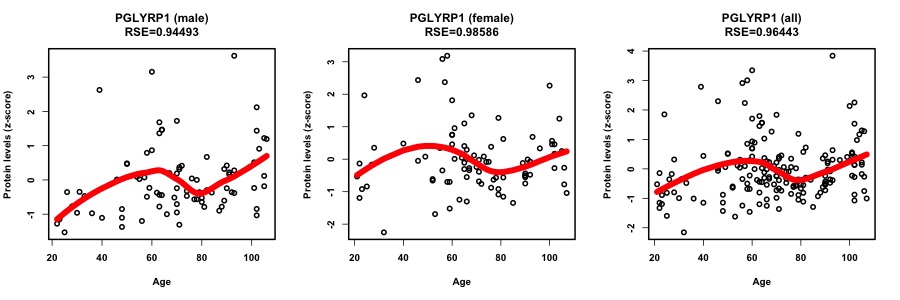 PGLYRP1 (male)
RSE=0.94493
Protein levels (z-score)
3
2
1
0
-1
20 40 60 80 100
Age
PGLYRP1 (female)
RSE=0.98586
Protein levels (z-score)
3
2
1
0
-1
-2
20 40 60 80 100
Age
PGLYRP1 (all)
RSE=0.96443
Protein levels (z-score)
4
3
2
1
0
-1
-2
20 40 60 80 100
Age